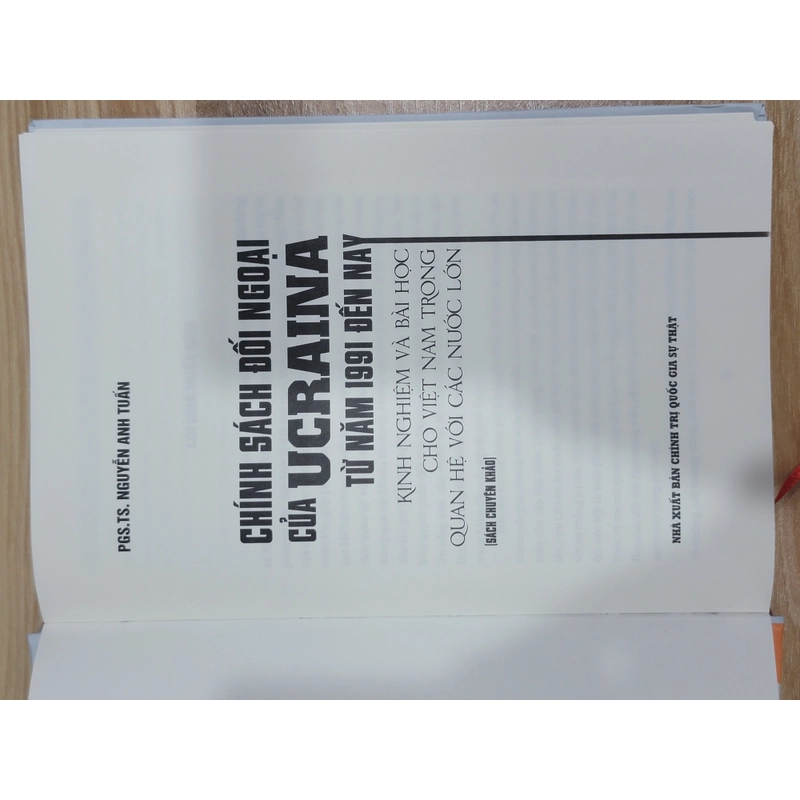 PGS.TS. NGUYỄN ANH TUẤN
CHÍNH SÁCH ĐỐI NGOẠI
CỦA UCRAINA
TỪ NĂM 1991 ĐẾN NAY
KINH NGHIỆM VÀ BÀI HỌC
CHO VIỆT NAM TRONG
QUAN HỆ VỚI CÁC NƯỚC LỚN
[SÁCH CHUYÊN KHẢO]
NHÀ XUẤT BẢN CHÍNH TRỊ QUỐC GIA SỰ THẬT